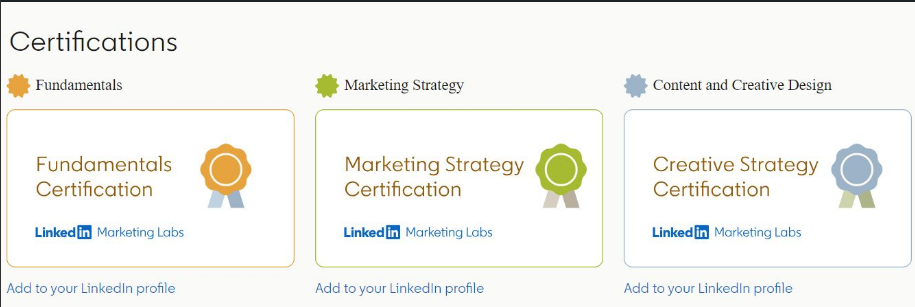 Certifications
Fundamentals
Marketing Strategy
Content and Creative Design
Fundamentals
Certification
LinkedIn Marketing Labs
Marketing Strategy
Certification
LinkedIn Marketing Labs
Creative Strategy
Certification
LinkedIn Marketing Labs
Add to your LinkedIn profile
Add to your LinkedIn profile
Add to your LinkedIn profile